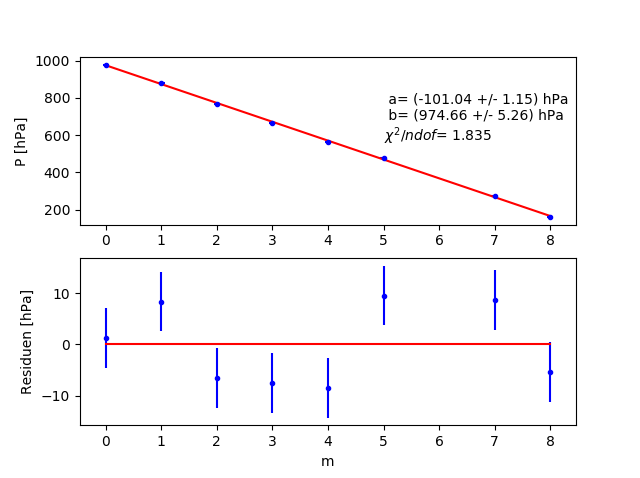 1000
800
600
400
200
P [hPa]
a= (-101.04 +/- 1.15) hPa
b= (974.66 +/- 5.26) hPa
χ²/ndof= 1.835
0 1 2 3 4 5 6 7 8
10
0
−10
Residuen [hPa]
0 1 2 3 4 5 6 7 8
m